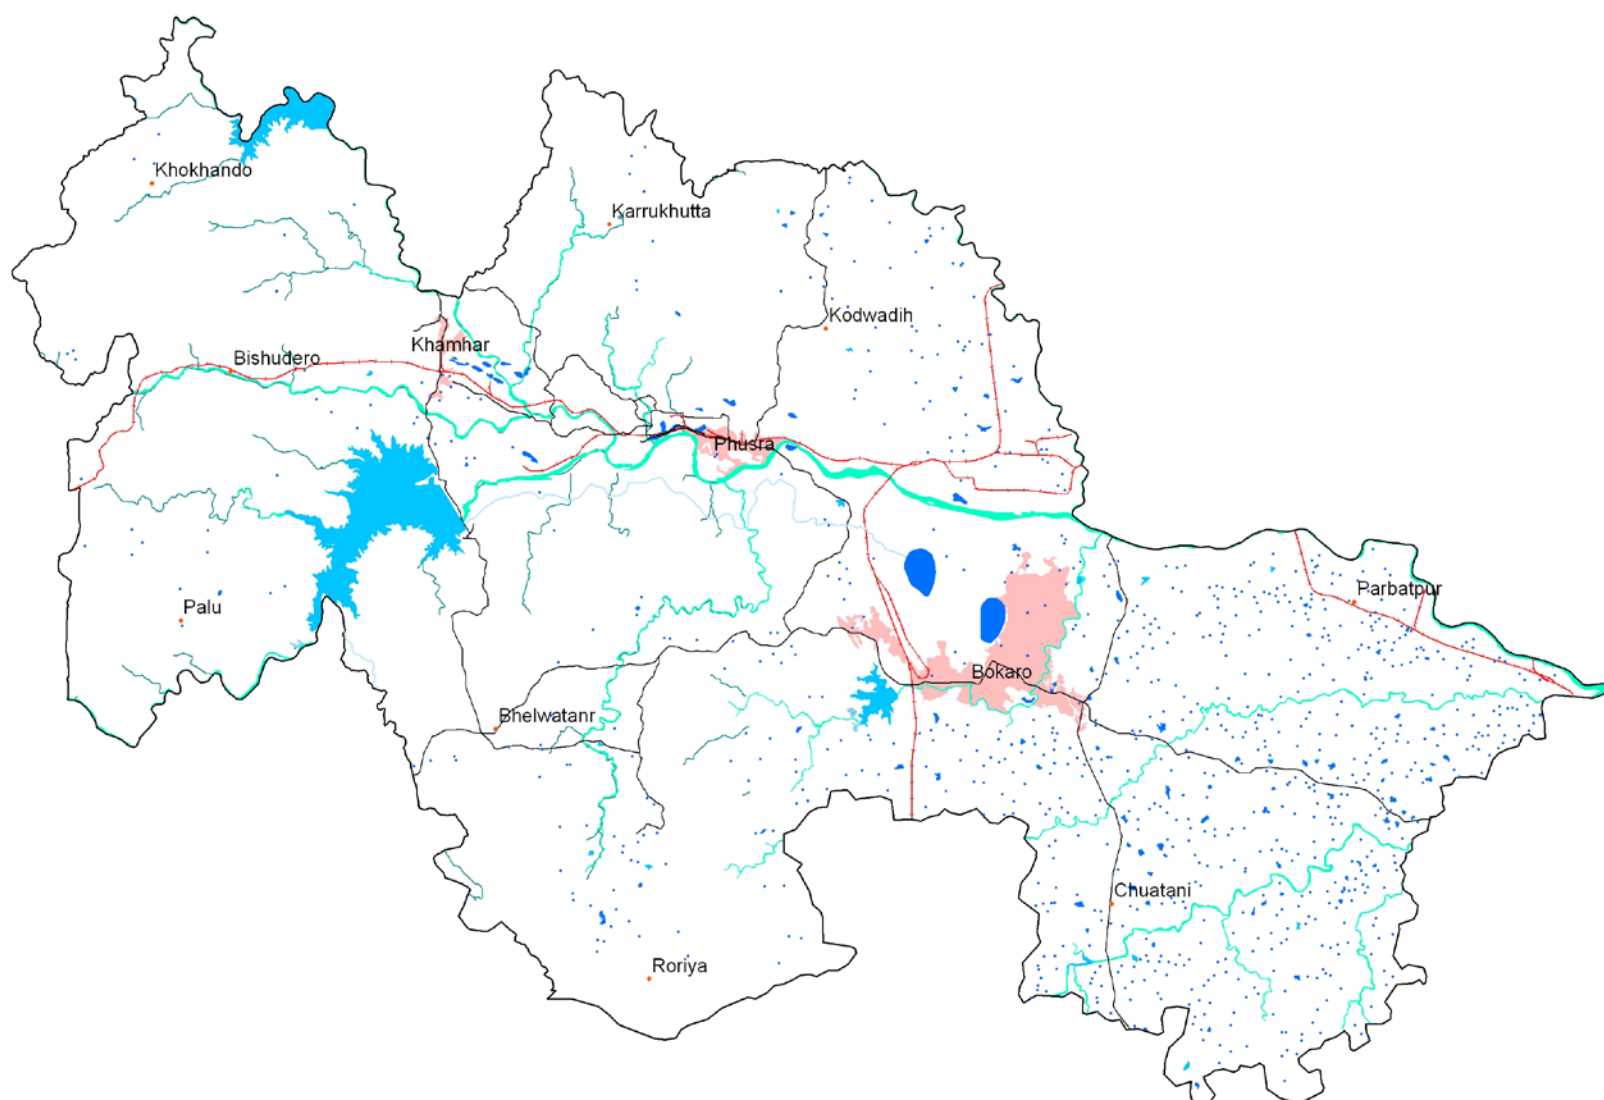 Khokhando
Karrukhutta
Kodwadih
Khamhar
Bishudero
Phusra
Parbatpur
Palu
Bokaro
Bhelwatanr
Chuatani
Roriya